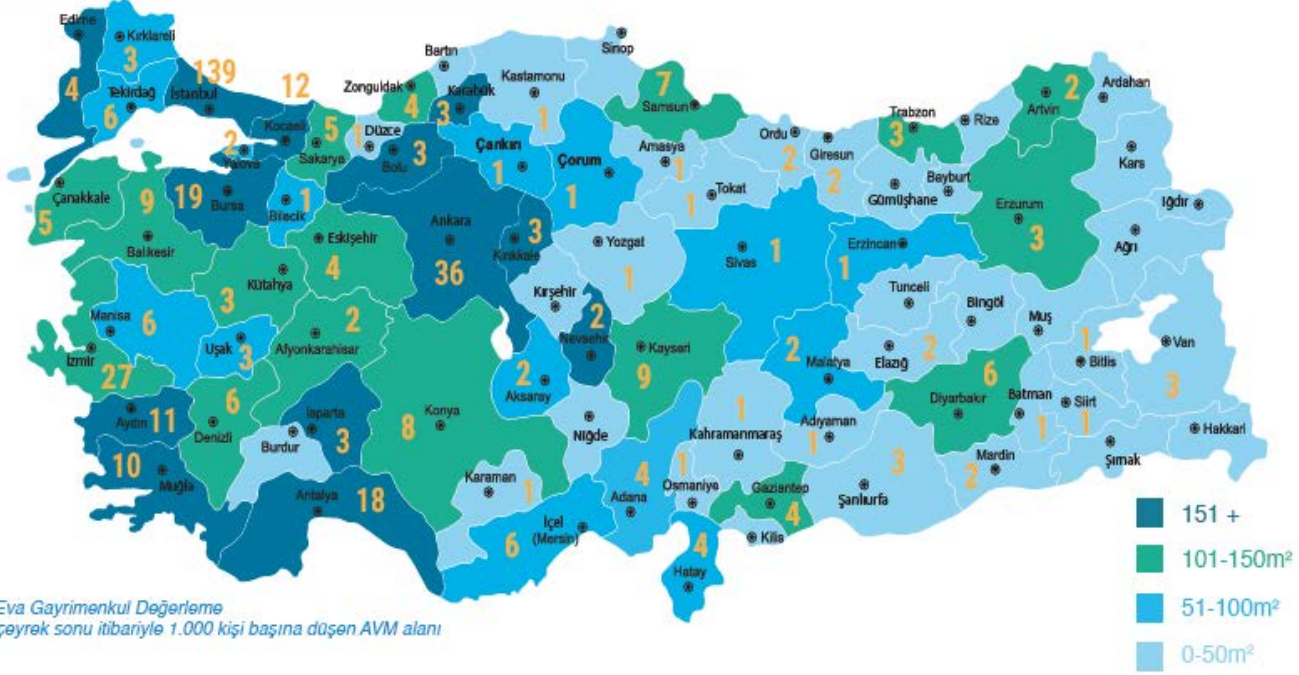 Edirne
Kırklareli
3
4
Tekirdağ
6
139
İstanbul
12
Kocaeli
2
Yalova
5
Sakarya
1
Düzce
Bolu
3
Zonguldak
4
Bartın
Karabük
3
Kastamonu
1
Sinop
7
Samsun
Çankırı
1
Çorum
1
Amasya
1
Tokat
1
Ordu
2
Giresun
2
Trabzon
3
Rize
Artvin
2
Ardahan
Kars
Gümüşhane
Bayburt
Erzurum
3
Iğdır
Ağrı
Çanakkale
5
9
Balıkesir
19
Bursa
1
Bilecik
Eskişehir
4
Kütahya
3
Ankara
36
3
Kırıkkale
Yozgat
1
Kırşehir
Sivas
1
Erzincan
1
Tunceli
Bingöl
Muş
1
Bitlis
Van
3
Manisa
6
İzmir
27
Uşak
3
2
Afyonkarahisar
2
Nevşehir
2
Aksaray
Kayseri
9
2
Malatya
Elazığ
2
6
Diyarbakır
Batman
1
Siirt
1
Hakkari
Şırnak
Aydın
11
6
Denizli
10
Muğla
Burdur
Isparta
3
Antalya
18
8
Konya
Karaman
1
Niğde
6
İçel
(Mersin)
4
Adana
1
Osmaniye
1
Kahramanmaraş
Adıyaman
1
Gaziantep
4
Kilis
4
Hatay
3
Şanlıurfa
2
Mardin
151 +
101-150m²
51-100m²
0-50m²
Eva Gayrimenkul Değerleme
çeyrek sonu itibariyle 1.000 kişi başına düşen AVM alanı